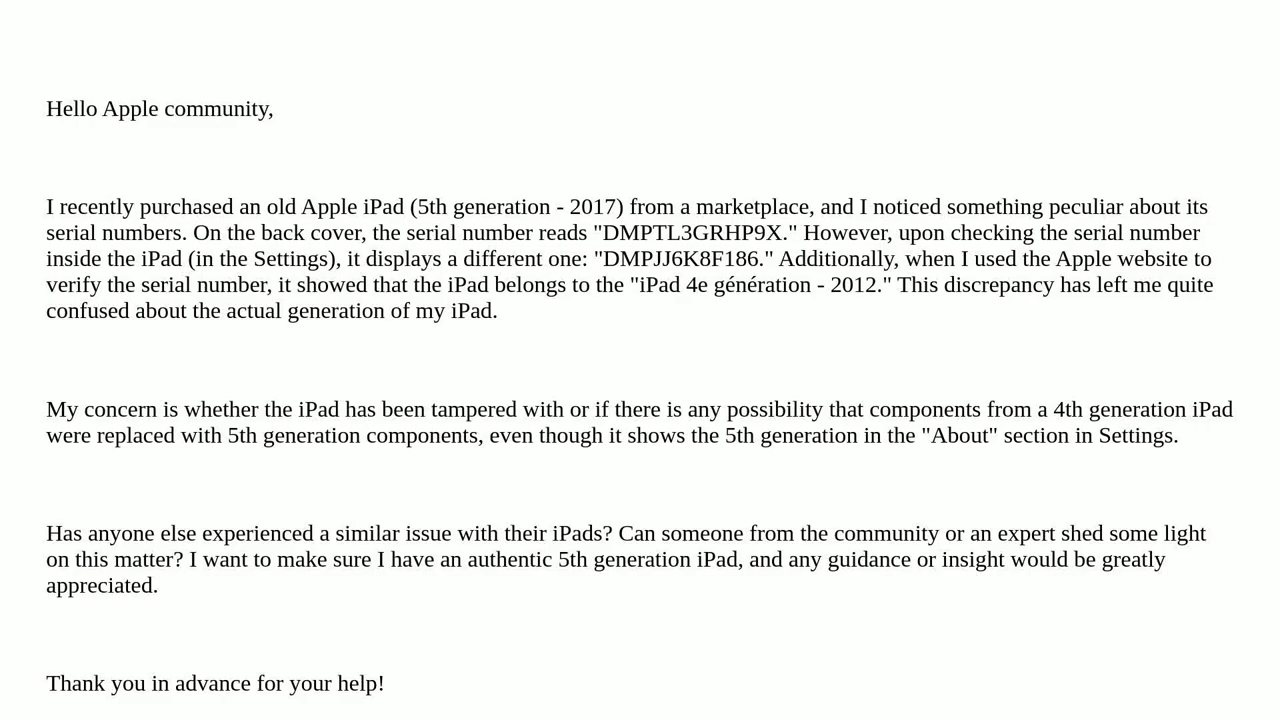 Hello Apple community,
I recently purchased an old Apple iPad (5th generation - 2017) from a marketplace, and I noticed something peculiar about its
serial numbers. On the back cover, the serial number reads "DMPTL3GRHP9X." However, upon checking the serial number
inside the iPad (in the Settings), it displays a different one: "DMPJJ6K8F186." Additionally, when I used the Apple website to
verify the serial number, it showed that the iPad belongs to the "iPad 4e génération - 2012." This discrepancy has left me quite
confused about the actual generation of my iPad.
My concern is whether the iPad has been tampered with or if there is any possibility that components from a 4th generation iPad
were replaced with 5th generation components, even though it shows the 5th generation in the "About" section in Settings.
Has anyone else experienced a similar issue with their iPads? Can someone from the community or an expert shed some light
on this matter? I want to make sure I have an authentic 5th generation iPad, and any guidance or insight would be greatly
appreciated.
Thank you in advance for your help!